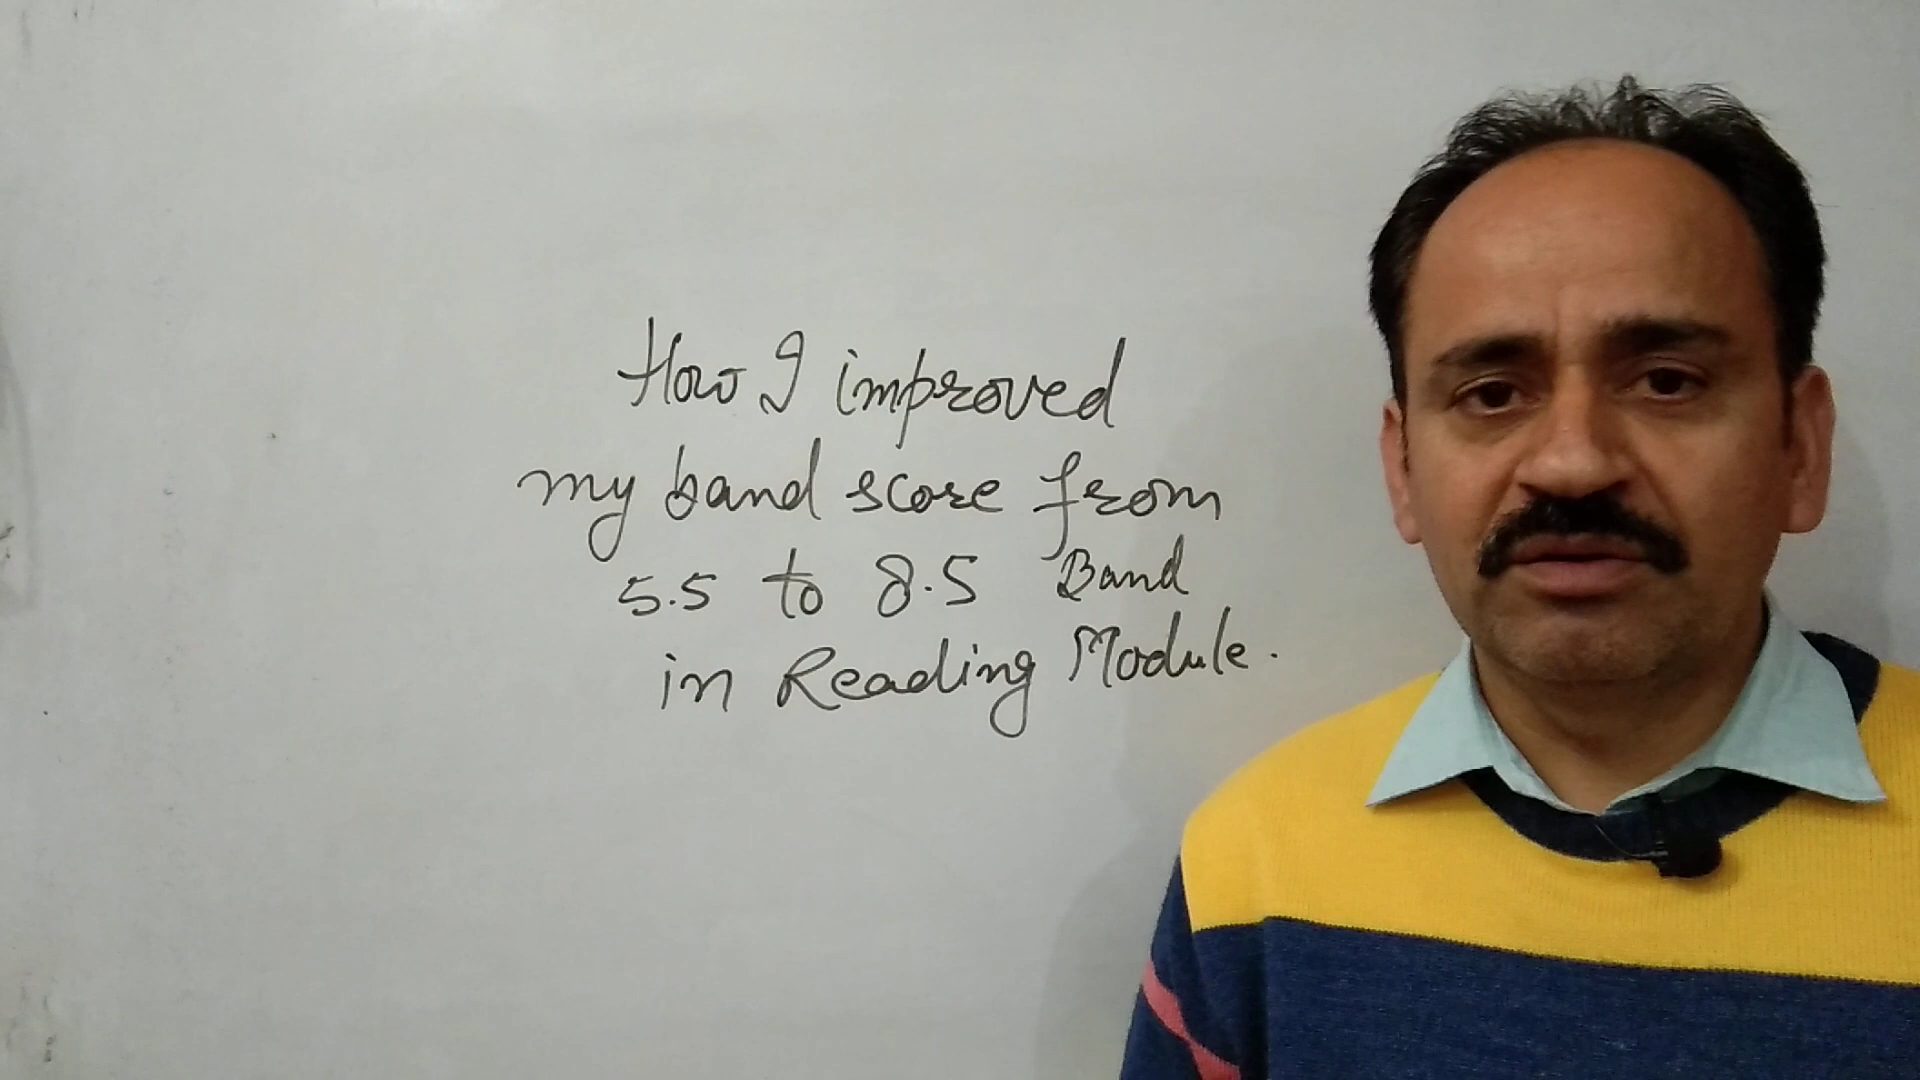 How I improved
my band score from
5.5 to 8.5 Band
in Reading Module.